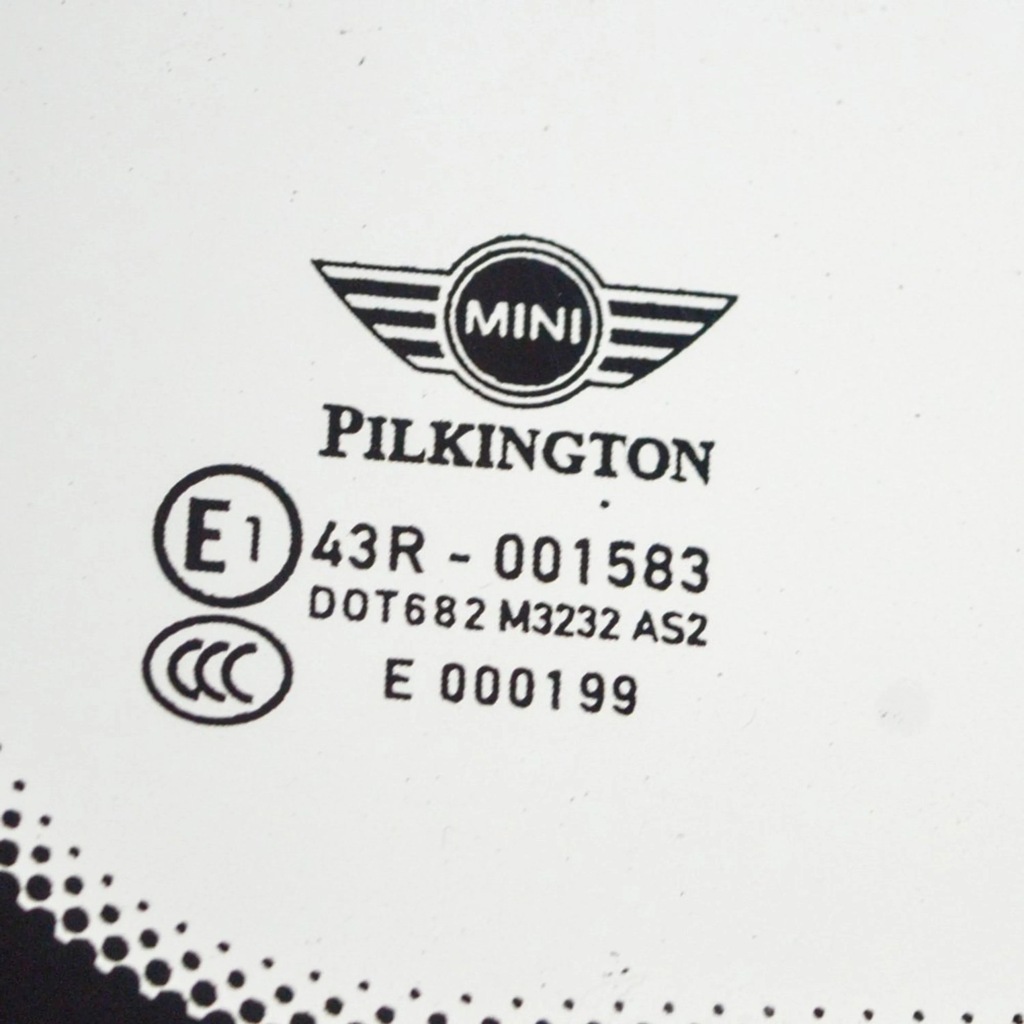 MINI
PILKINGTON
E1 43R - 001583
DOT682 M3232 AS2
CCC E 000199